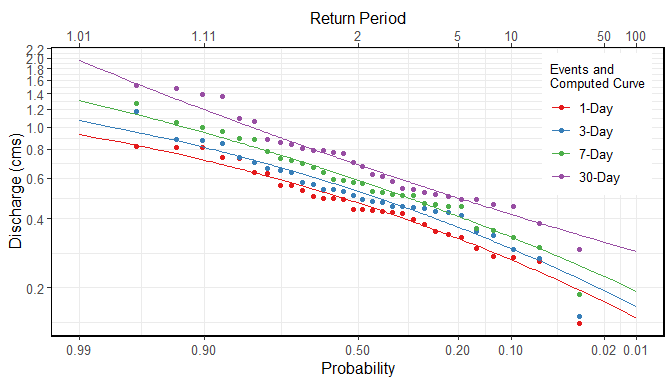 Return Period
1.01 1.11 2 5 10 50 100
2.2
2.0
1.8
1.6
1.4
1.2
1.0
0.8
0.6
0.4
0.2
Discharge (cms)
Events and
Computed Curve
1-Day
3-Day
7-Day
30-Day
0.99 0.90 0.50 0.20 0.10 0.02 0.01
Probability